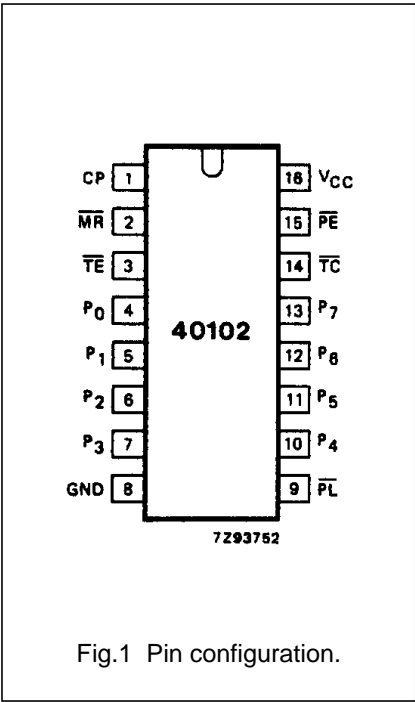 CP 1 16 VCC
MR 2 15 PE
TE 3 14 TC
P0 4 13 P7
P1 5 12 P6
P2 6 11 P5
P3 7 10 P4
GND 8 9 PL
40102
7Z93752
Fig.1 Pin configuration.